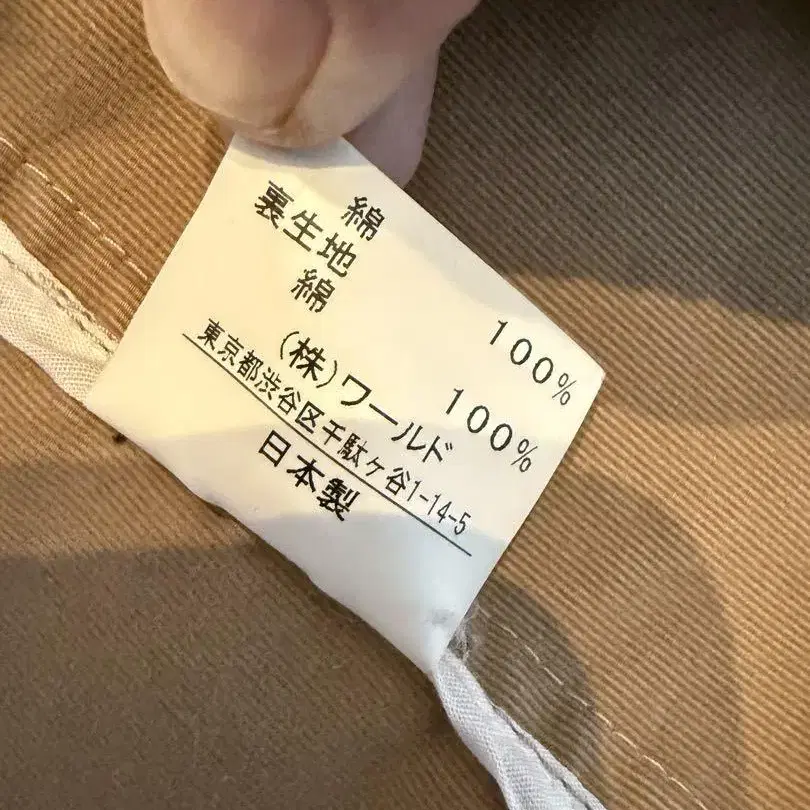 綿 100%
裏生地
綿 100%
(株)ワールド
東京都渋谷区千駄ヶ谷1-14-5
日本製